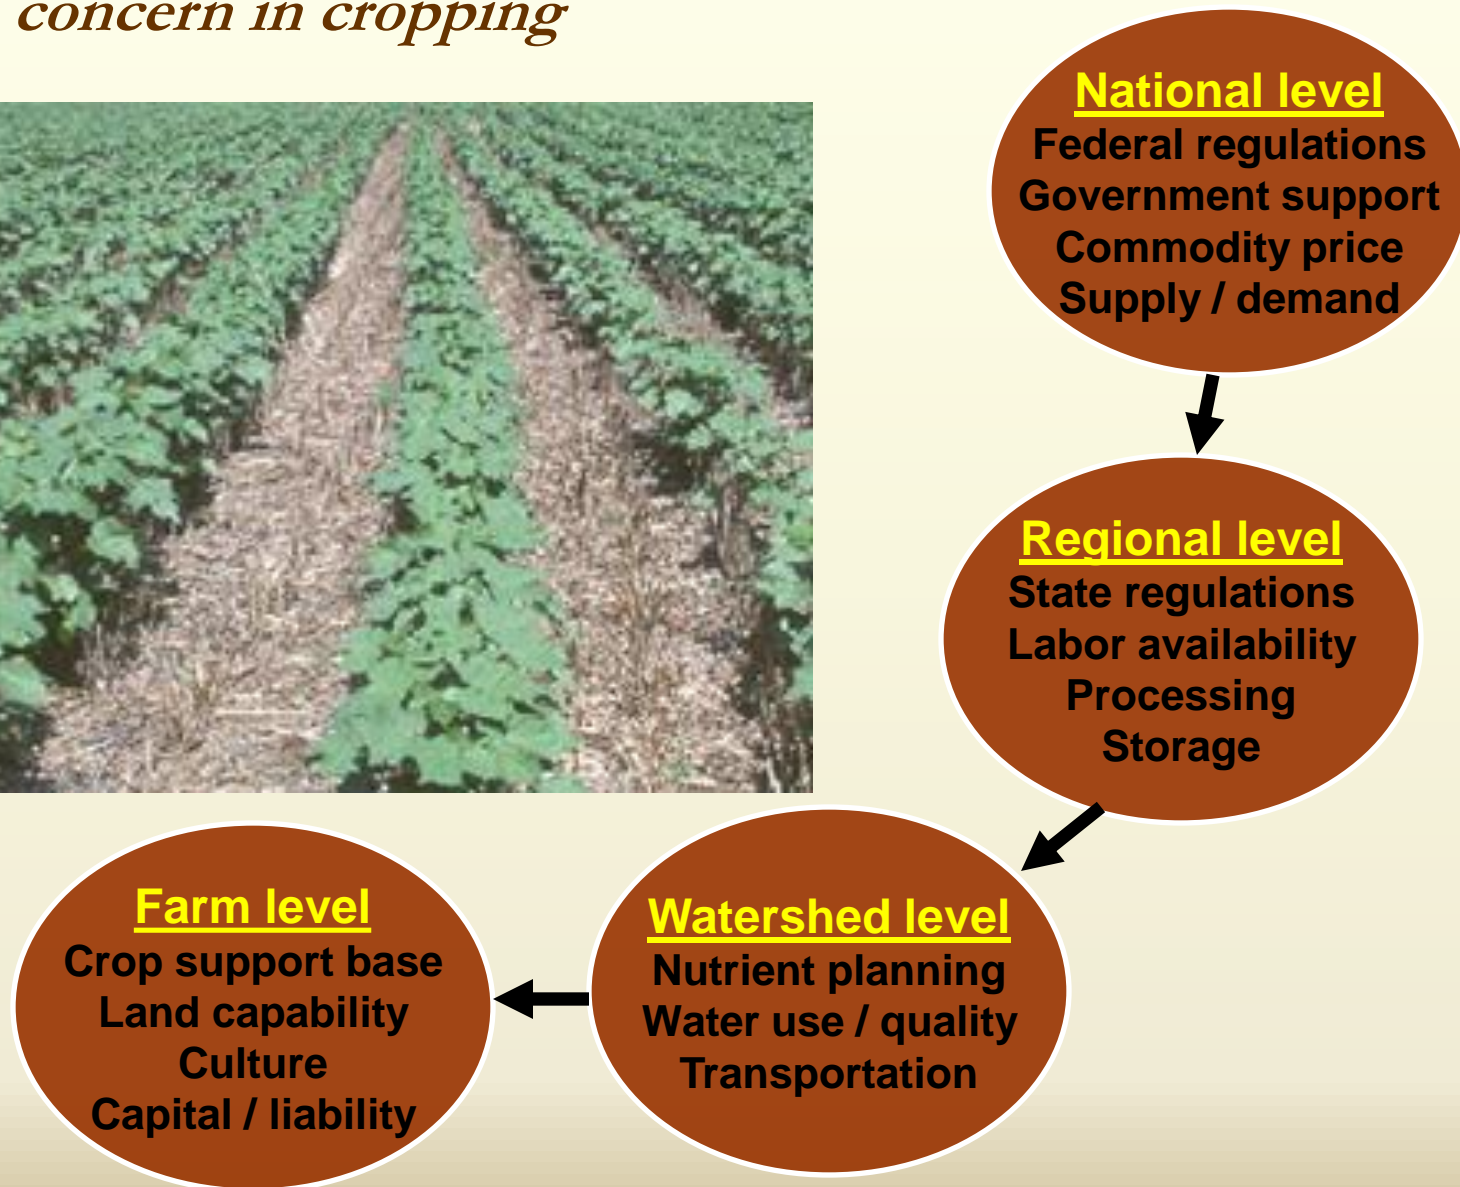 concern in cropping
National level
Federal regulations
Government support
Commodity price
Supply / demand
Regional level
State regulations
Labor availability
Processing
Storage
Watershed level
Nutrient planning
Water use / quality
Transportation
Farm level
Crop support base
Land capability
Culture
Capital / liability